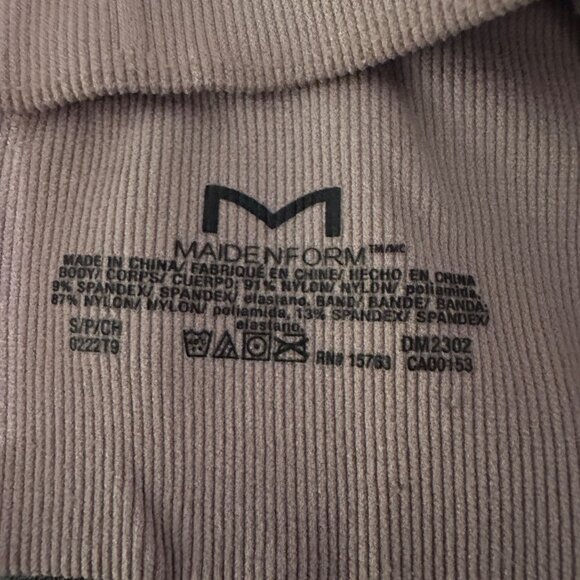 M
MAIDENFORM™/MC
MADE IN CHINA/ FABRIQUÉ EN CHINE/ HECHO EN CHINA
BODY/ CORPS/ CUERPO: 91% NYLON/ NYLON/ poliamida,
9% SPANDEX/ SPANDEX/ elastano, BAND/ BANDE/ BANDA:
87% NYLON/ NYLON/ poliamida, 13% SPANDEX/ SPANDEX/
elastano.
S/P/CH
0222T9
RN# 15763
DM2302
CA00153